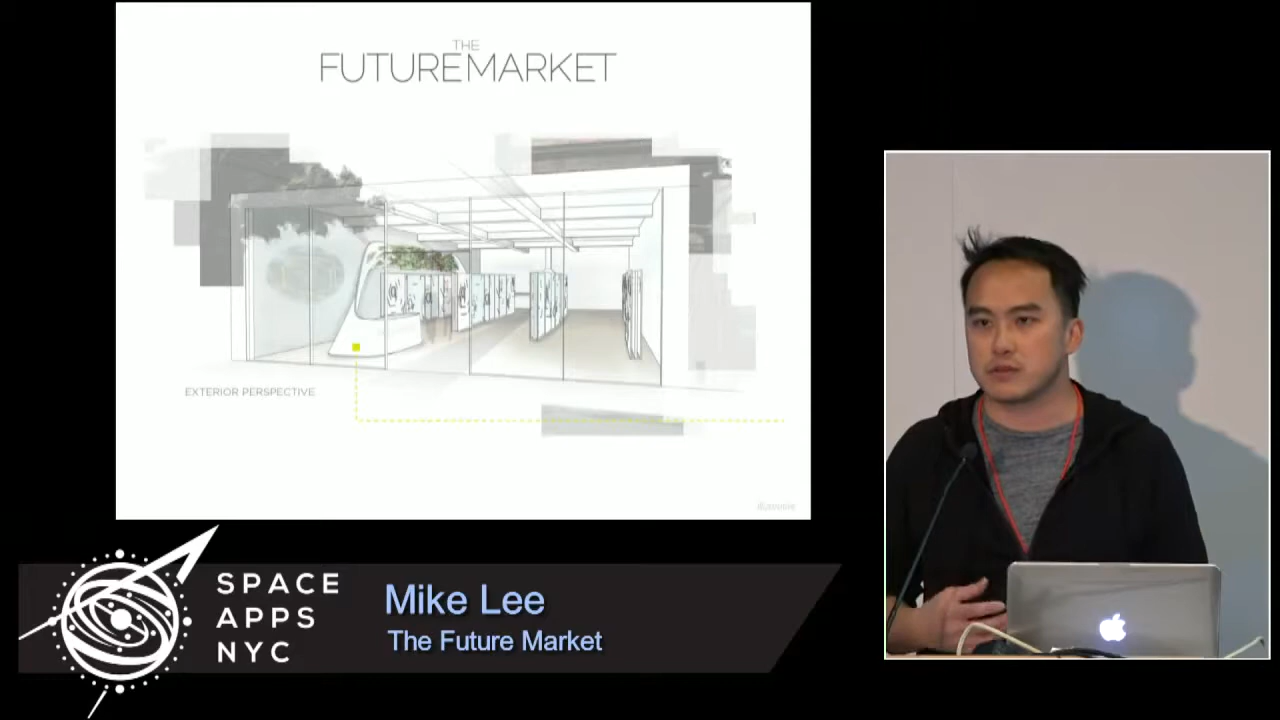 THE
FUTUREMARKET
EXTERIOR PERSPECTIVE
SPACE
APPS
NYC
Mike Lee
The Future Market